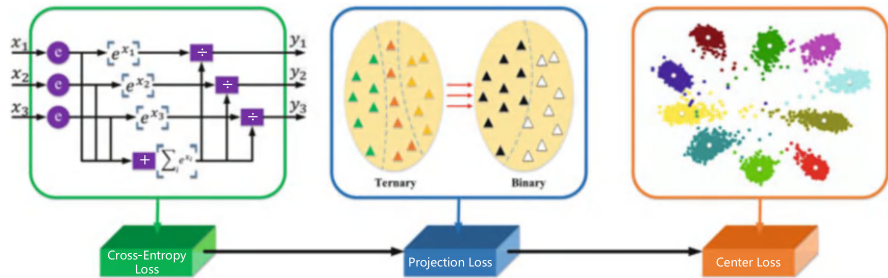 x₁ e e^{x₁} ÷ y₁
x₂ e e^{x₂} ÷ y₂
x₃ e e^{x₃} ÷ y₃
+ ∑ᵢ e^{xᵢ}
Ternary Binary
Cross-Entropy
Loss
Projection Loss
Center Loss